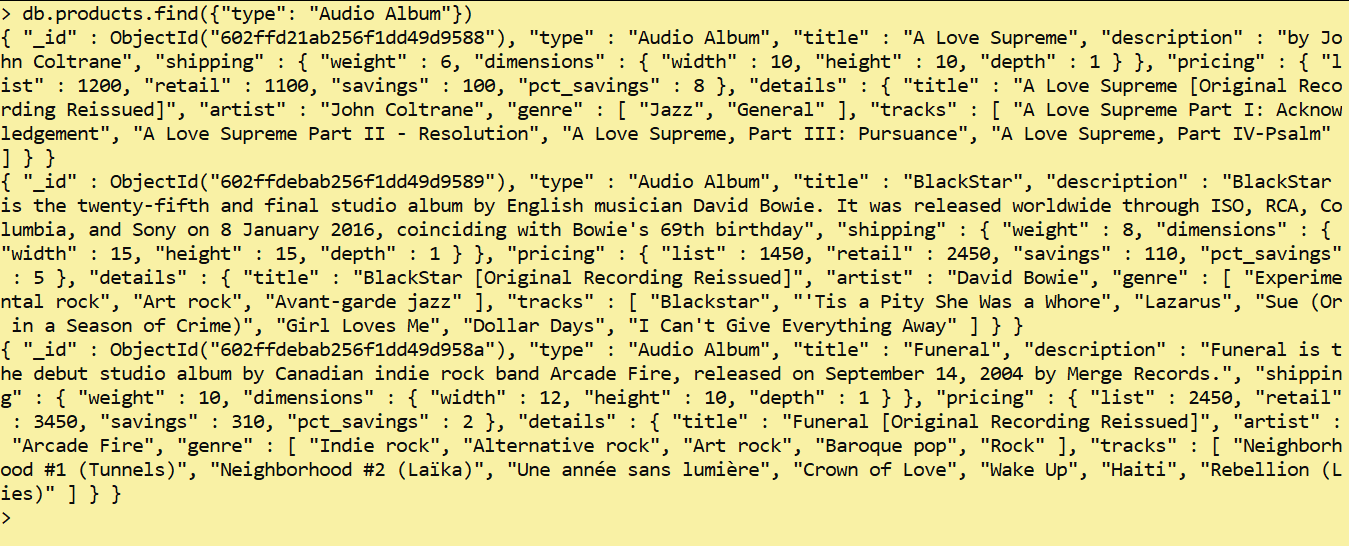 > db.products.find({"type": "Audio Album"})
{ "_id" : ObjectId("602ffd21ab256f1dd49d9588"), "type" : "Audio Album", "title" : "A Love Supreme", "description" : "by Jo
hn Coltrane", "shipping" : { "weight" : 6, "dimensions" : { "width" : 10, "height" : 10, "depth" : 1 } }, "pricing" : { "l
ist" : 1200, "retail" : 1100, "savings" : 100, "pct_savings" : 8 }, "details" : { "title" : "A Love Supreme [Original Reco
rding Reissued]", "artist" : "John Coltrane", "genre" : [ "Jazz", "General" ], "tracks" : [ "A Love Supreme Part I: Acknow
ledgement", "A Love Supreme Part II - Resolution", "A Love Supreme, Part III: Pursuance", "A Love Supreme, Part IV-Psalm"
] } }
{ "_id" : ObjectId("602ffdebab256f1dd49d9589"), "type" : "Audio Album", "title" : "BlackStar", "description" : "BlackStar
is the twenty-fifth and final studio album by English musician David Bowie. It was released worldwide through ISO, RCA, Co
lumbia, and Sony on 8 January 2016, coinciding with Bowie's 69th birthday", "shipping" : { "weight" : 8, "dimensions" : {
"width" : 15, "height" : 15, "depth" : 1 } }, "pricing" : { "list" : 1450, "retail" : 2450, "savings" : 110, "pct_savings"
: 5 }, "details" : { "title" : "BlackStar [Original Recording Reissued]", "artist" : "David Bowie", "genre" : [ "Experime
ntal rock", "Art rock", "Avant-garde jazz" ], "tracks" : [ "Blackstar", "'Tis a Pity She Was a Whore", "Lazarus", "Sue (Or
in a Season of Crime)", "Girl Loves Me", "Dollar Days", "I Can't Give Everything Away" ] } }
{ "_id" : ObjectId("602ffdebab256f1dd49d958a"), "type" : "Audio Album", "title" : "Funeral", "description" : "Funeral is t
he debut studio album by Canadian indie rock band Arcade Fire, released on September 14, 2004 by Merge Records.", "shippin
g" : { "weight" : 10, "dimensions" : { "width" : 12, "height" : 10, "depth" : 1 } }, "pricing" : { "list" : 2450, "retail"
: 3450, "savings" : 310, "pct_savings" : 2 }, "details" : { "title" : "Funeral [Original Recording Reissued]", "artist" :
"Arcade Fire", "genre" : [ "Indie rock", "Alternative rock", "Art rock", "Baroque pop", "Rock" ], "tracks" : [ "Neighborh
ood #1 (Tunnels)", "Neighborhood #2 (Laïka)", "Une année sans lumière", "Crown of Love", "Wake Up", "Haiti", "Rebellion (L
ies)" ] } }
>